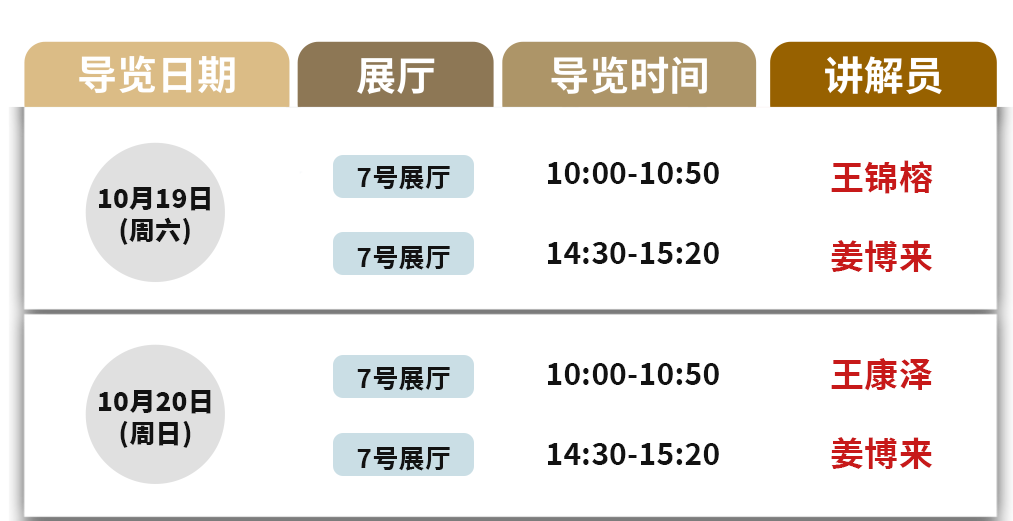 导览日期 展厅 导览时间 讲解员
10月19日
(周六)
7号展厅 10:00-10:50 王锦榕
7号展厅 14:30-15:20 姜博来
10月20日
(周日)
7号展厅 10:00-10:50 王康泽
7号展厅 14:30-15:20 姜博来